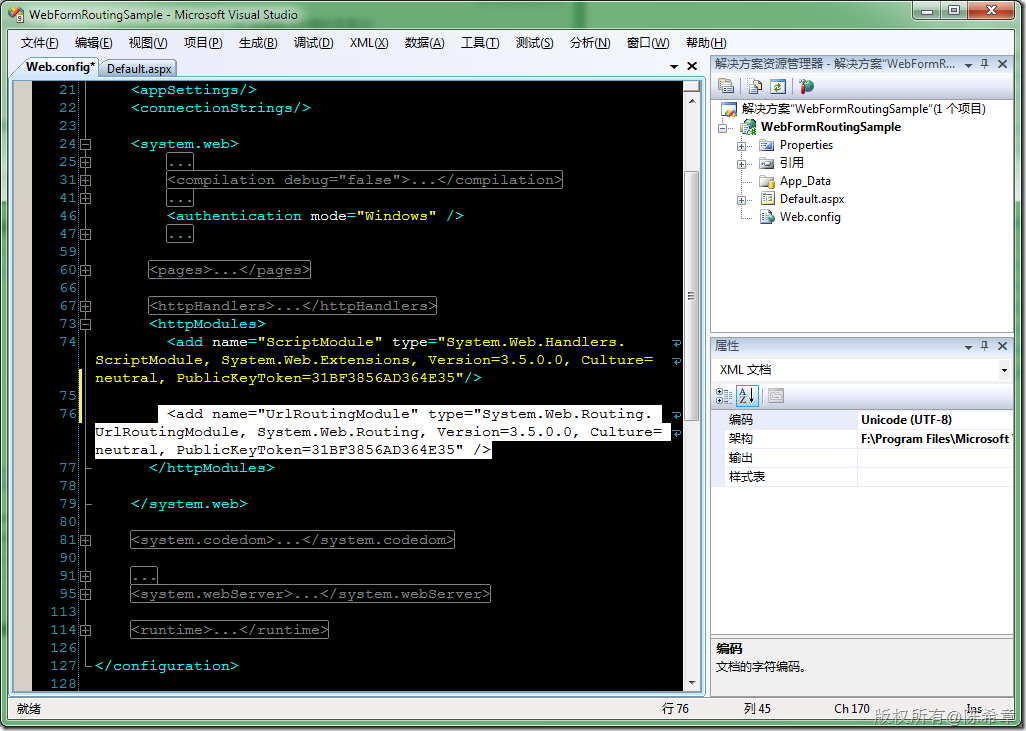 WebFormRoutingSample - Microsoft Visual Studio
文件(F) 编辑(E) 视图(V) 项目(P) 生成(B) 调试(D) XML(X) 数据(A) 工具(T) 测试(S) 分析(N) 窗口(W) 帮助(H)
Web.config* Default.aspx
21 <appSettings/>
22 <connectionStrings/>
23
24 <system.web>
25 ...
31 <compilation debug="false">...</compilation>
41 ...
46 <authentication mode="Windows" />
47 ...
59
60 <pages>...</pages>
66
67 <httpHandlers>...</httpHandlers>
73 <httpModules>
74 <add name="ScriptModule" type="System.Web.Handlers.
ScriptModule, System.Web.Extensions, Version=3.5.0.0, Culture=
neutral, PublicKeyToken=31BF3856AD364E35"/>
75
76 <add name="UrlRoutingModule" type="System.Web.Routing.
UrlRoutingModule, System.Web.Routing, Version=3.5.0.0, Culture=
neutral, PublicKeyToken=31BF3856AD364E35" />
77 </httpModules>
78
79 </system.web>
80
81 <system.codedom>...</system.codedom>
90
91 ...
95 <system.webServer>...</system.webServer>
113
114 <runtime>...</runtime>
126
127 </configuration>
128
解决方案资源管理器 - 解决方案"WebFormR...
解决方案"WebFormRoutingSample"(1 个项目)
WebFormRoutingSample
Properties
引用
App_Data
Default.aspx
Web.config
属性
XML 文档
编码 Unicode (UTF-8)
架构 F:\Program Files\Microsoft
输出
样式表
编码
文档的字符编码。
就绪 行 76 列 45 Ch 170 Ins
版权所有@陈希章